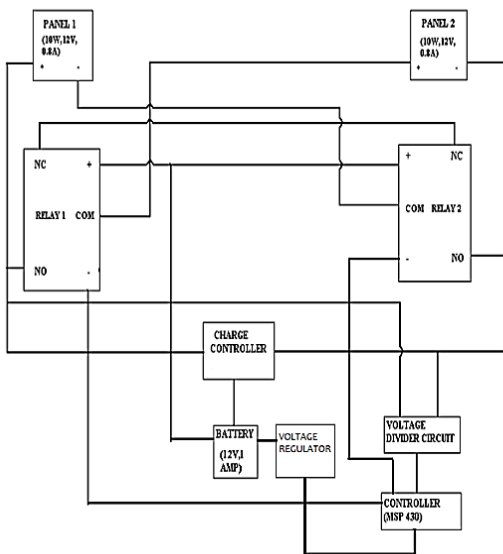 PANEL 1
(10W,12V,
0.8A)
+ -
PANEL 2
(10W,12V,
0.8A)
+ -
NC +
RELAY 1 COM
NO -
+ NC
COM RELAY 2
- NO
CHARGE
CONTROLLER
BATTERY
(12V,1
AMP)
VOLTAGE
REGULATOR
VOLTAGE
DIVIDER CIRCUIT
CONTROLLER
(MSP 430)